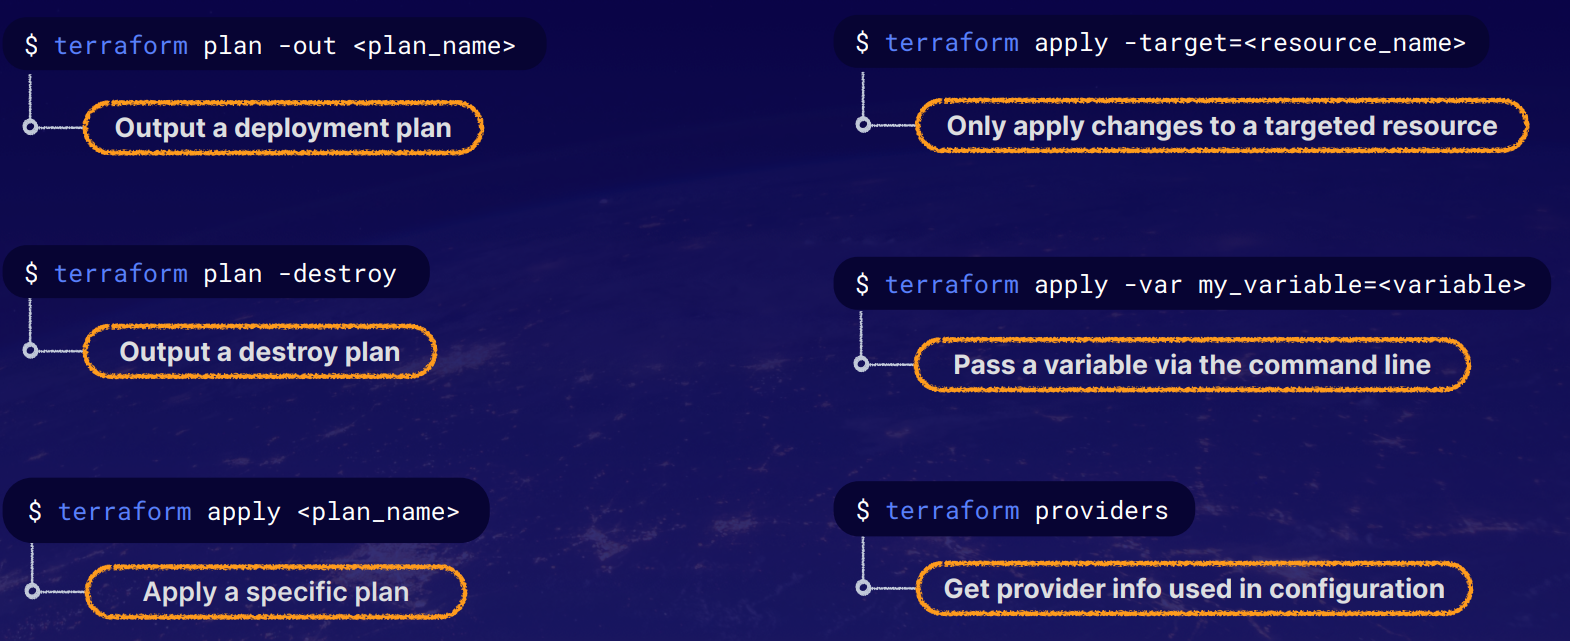 $ terraform plan -out <plan_name>
Output a deployment plan
$ terraform plan -destroy
Output a destroy plan
$ terraform apply <plan_name>
Apply a specific plan
$ terraform apply -target=<resource_name>
Only apply changes to a targeted resource
$ terraform apply -var my_variable=<variable>
Pass a variable via the command line
$ terraform providers
Get provider info used in configuration